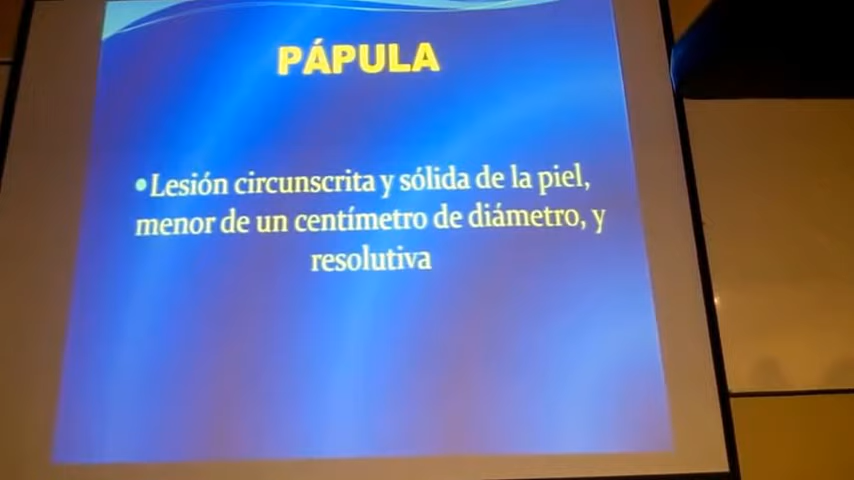 PÁPULA
•Lesión circunscrita y sólida de la piel,
menor de un centímetro de diámetro, y
resolutiva